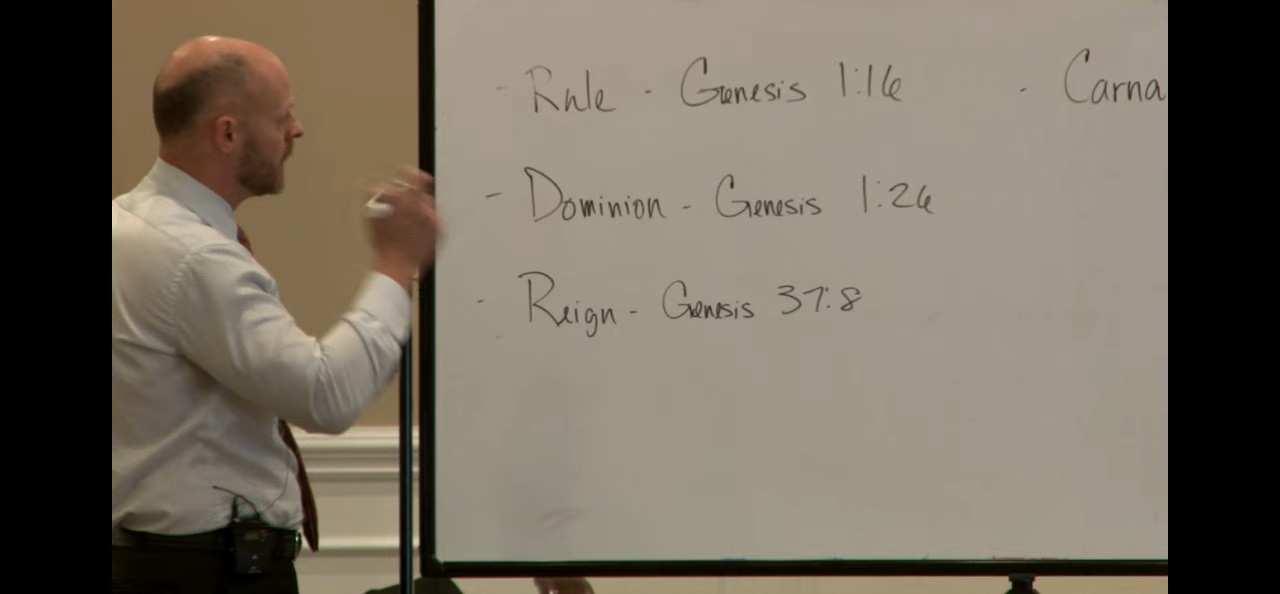 - Rule - Genesis 1:16
- Carna
- Dominion - Genesis 1:26
- Reign - Genesis 37:8